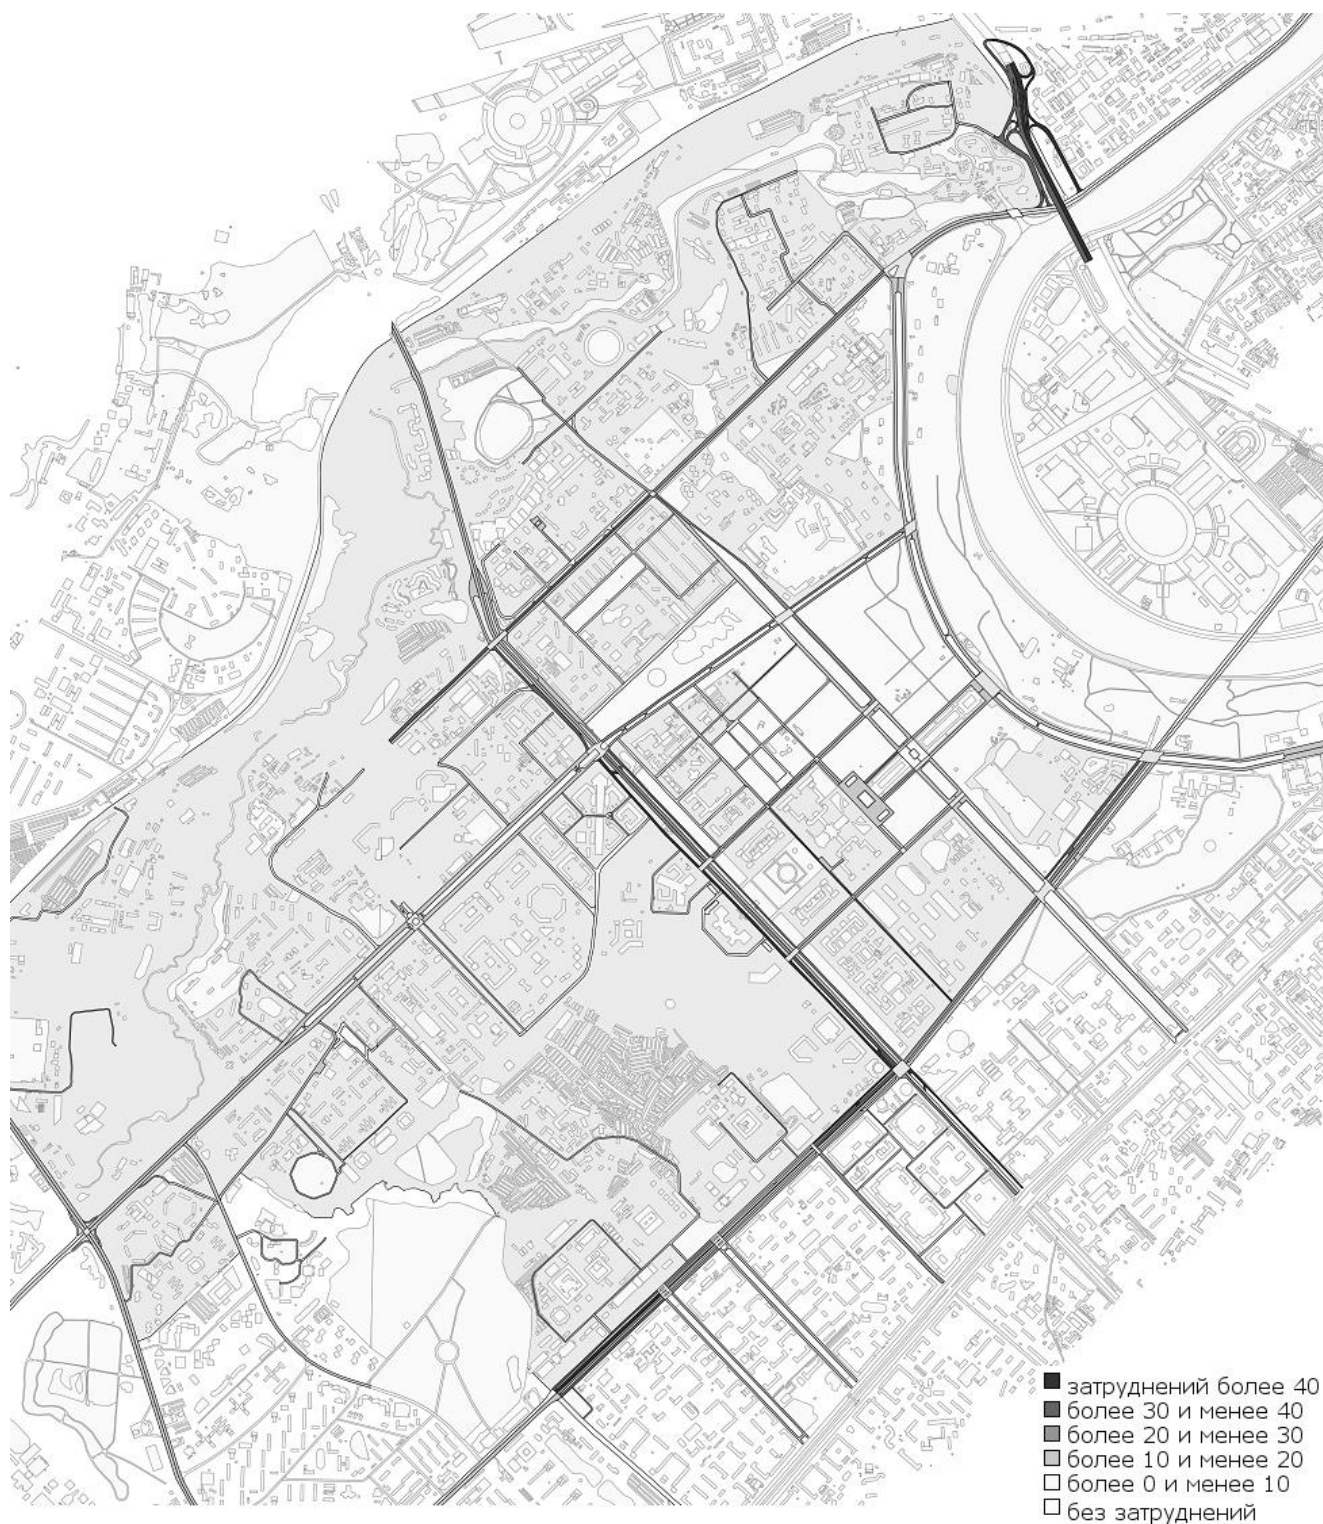 затруднений более 40
более 30 и менее 40
более 20 и менее 30
более 10 и менее 20
более 0 и менее 10
без затруднений